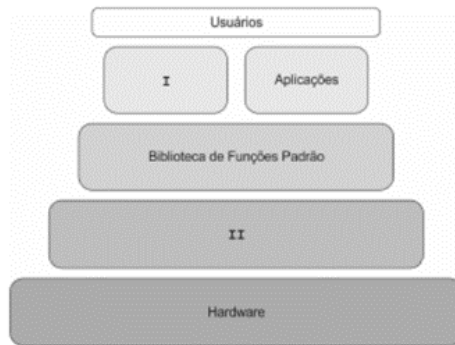 Usuários
I
Aplicações
Biblioteca de Funções Padrão
II
Hardware